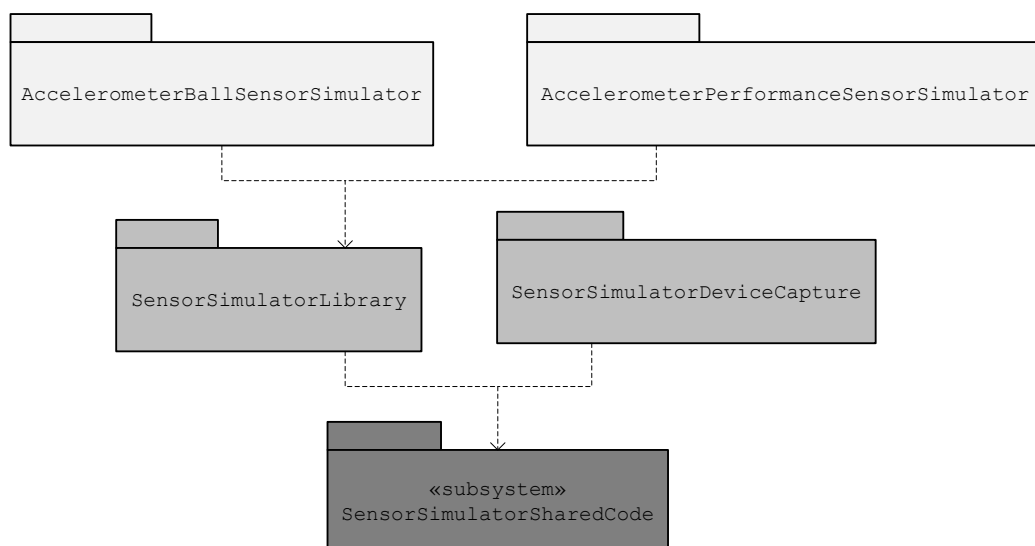 AccelerometerBallSensorSimulator
AccelerometerPerformanceSensorSimulator
SensorSimulatorLibrary
SensorSimulatorDeviceCapture
«subsystem»
SensorSimulatorSharedCode